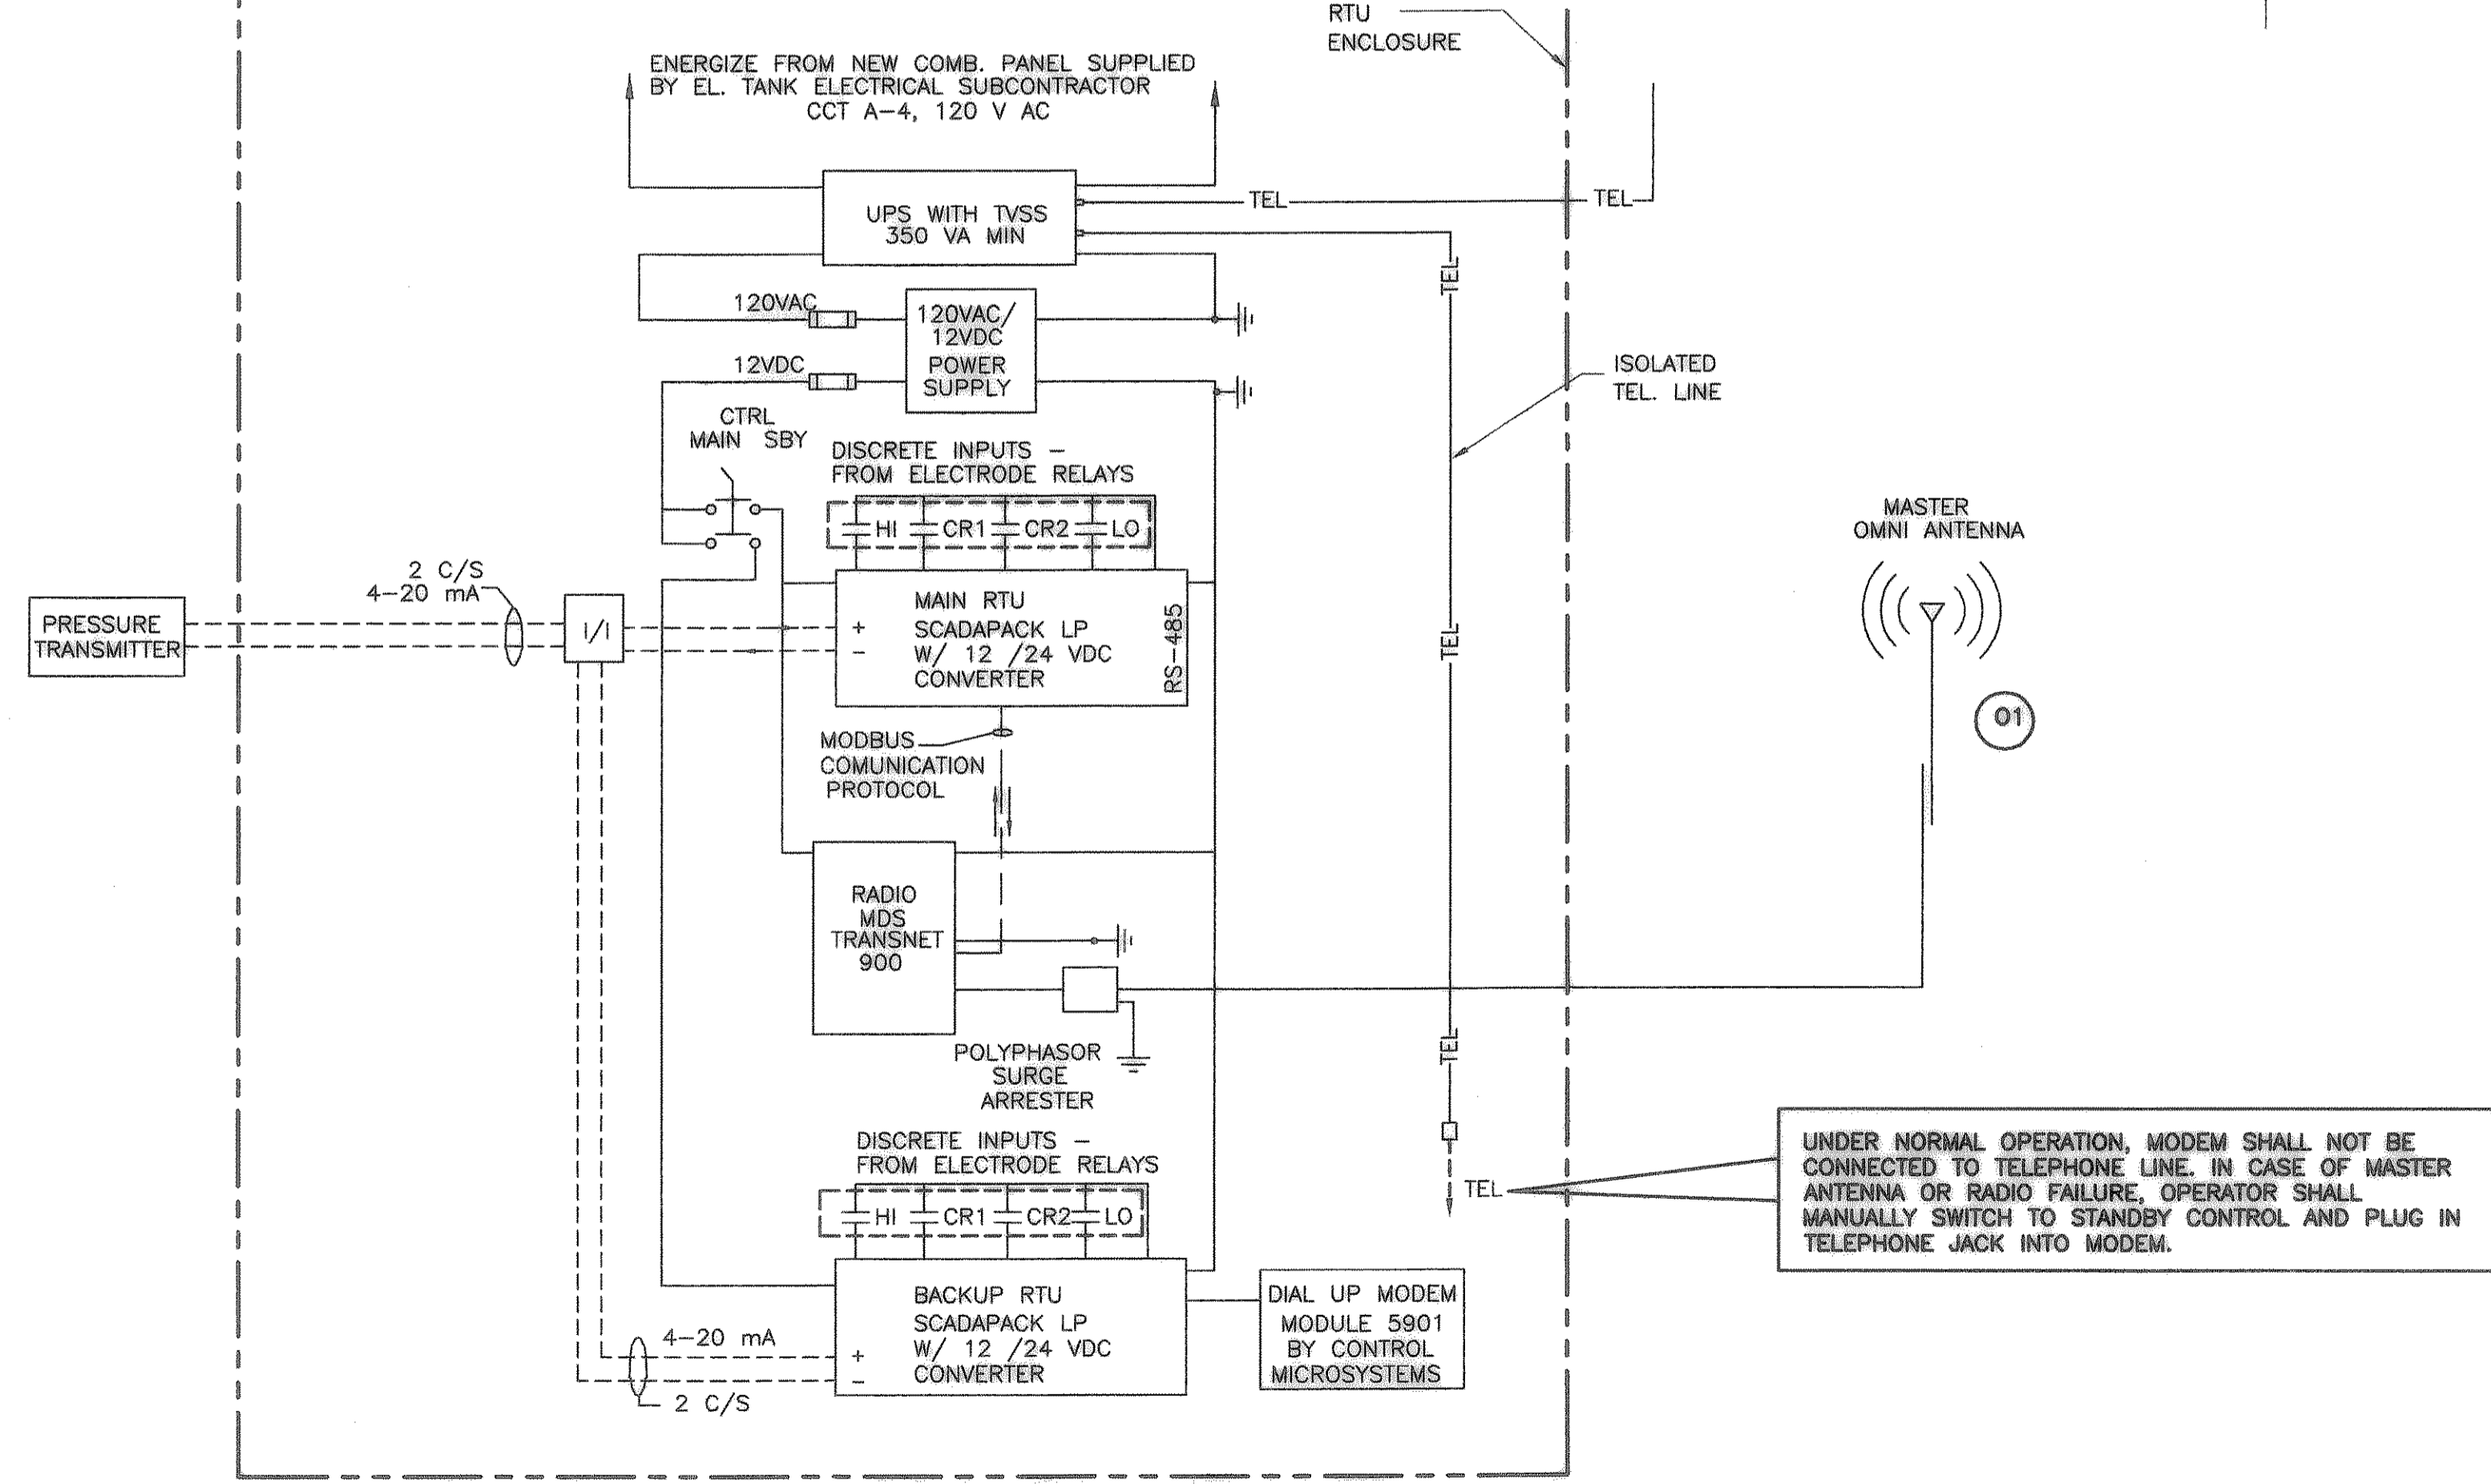 RTU
ENCLOSURE
ENERGIZE FROM NEW COMB. PANEL SUPPLIED
BY EL. TANK ELECTRICAL SUBCONTRACTOR
CCT A-4, 120 V AC
UPS WITH TVSS
350 VA MIN
TEL
TEL
TEL
120VAC
120VAC/
12VDC
POWER
SUPPLY
12VDC
ISOLATED
TEL. LINE
CTRL
MAIN SBY
DISCRETE INPUTS -
FROM ELECTRODE RELAYS
HI CR1 CR2 LO
MASTER
OMNI ANTENNA
2 C/S
4-20 mA
PRESSURE
TRANSMITTER
I/I
+
-
MAIN RTU
SCADAPACK LP
W/ 12 /24 VDC
CONVERTER
RS-485
TEL
01
MODBUS
COMUNICATION
PROTOCOL
RADIO
MDS
TRANSNET
900
POLYPHASOR
SURGE
ARRESTER
TEL
DISCRETE INPUTS -
FROM ELECTRODE RELAYS
HI CR1 CR2 LO
TEL
UNDER NORMAL OPERATION, MODEM SHALL NOT BE
CONNECTED TO TELEPHONE LINE. IN CASE OF MASTER
ANTENNA OR RADIO FAILURE, OPERATOR SHALL
MANUALLY SWITCH TO STANDBY CONTROL AND PLUG IN
TELEPHONE JACK INTO MODEM.
BACKUP RTU
SCADAPACK LP
W/ 12 /24 VDC
CONVERTER
+
-
4-20 mA
2 C/S
DIAL UP MODEM
MODULE 5901
BY CONTROL
MICROSYSTEMS